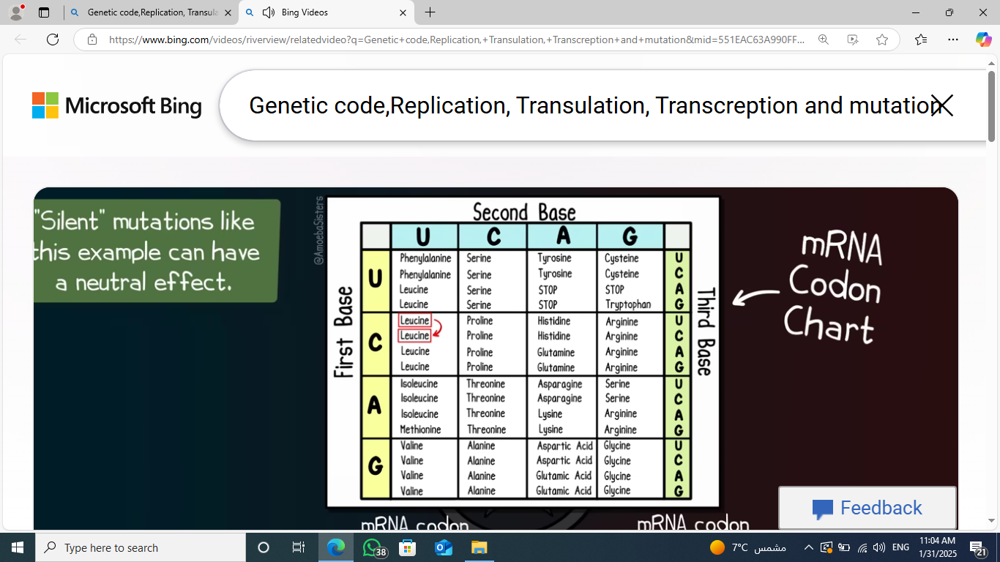 Genetic code,Replication, Transula
Bing Videos
https://www.bing.com/videos/riverview/relatedvideo?q=Genetic+code,Replication,+Transulation,+Transcreption+and+mutation&mid=551EAC63A990FF...
Microsoft Bing
Genetic code,Replication, Transulation, Transcreption and mutation
"Silent" mutations like
this example can have
a neutral effect.
@AmoebaSisters
Second Base
U C A G
First Base
Third Base
U
Phenylalanine Serine Tyrosine Cysteine U
Phenylalanine Serine Tyrosine Cysteine C
Leucine Serine STOP STOP A
Leucine Serine STOP Tryptophan G
C
Leucine Proline Histidine Arginine U
Leucine Proline Histidine Arginine C
Leucine Proline Glutamine Arginine A
Leucine Proline Glutamine Arginine G
A
Isoleucine Threonine Asparagine Serine U
Isoleucine Threonine Asparagine Serine C
Isoleucine Threonine Lysine Arginine A
Methionine Threonine Lysine Arginine G
G
Valine Alanine Aspartic Acid Glycine U
Valine Alanine Aspartic Acid Glycine C
Valine Alanine Glutamic Acid Glycine A
Valine Alanine Glutamic Acid Glycine G
mRNA
Codon
Chart
mRNA codon
mRNA codon
Feedback
Type here to search
38
7°C مشمس
ENG
11:04 AM
1/31/2025
21